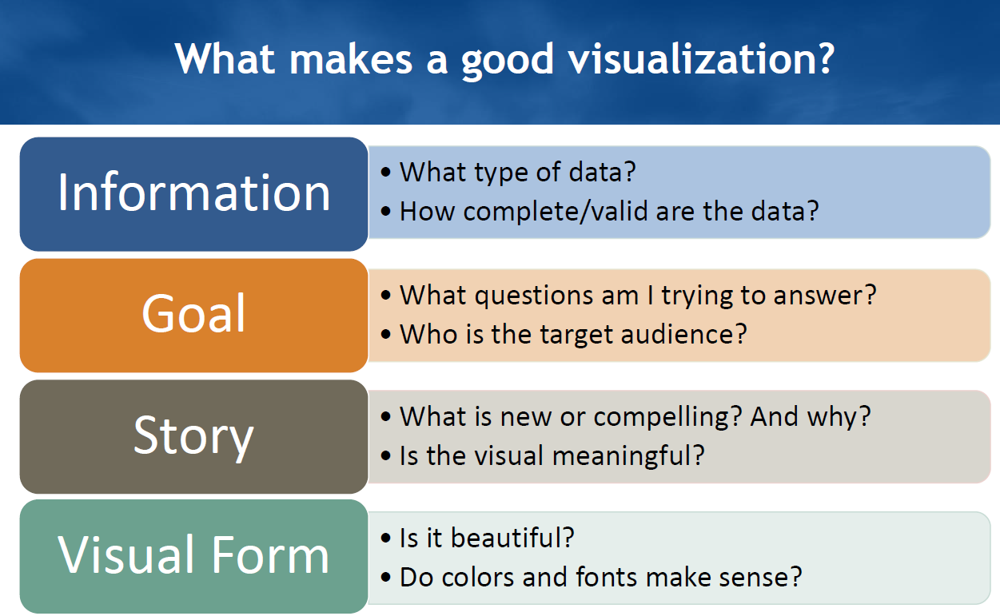 What makes a good visualization?
Information
• What type of data?
• How complete/valid are the data?
Goal
• What questions am I trying to answer?
• Who is the target audience?
Story
• What is new or compelling? And why?
• Is the visual meaningful?
Visual Form
• Is it beautiful?
• Do colors and fonts make sense?